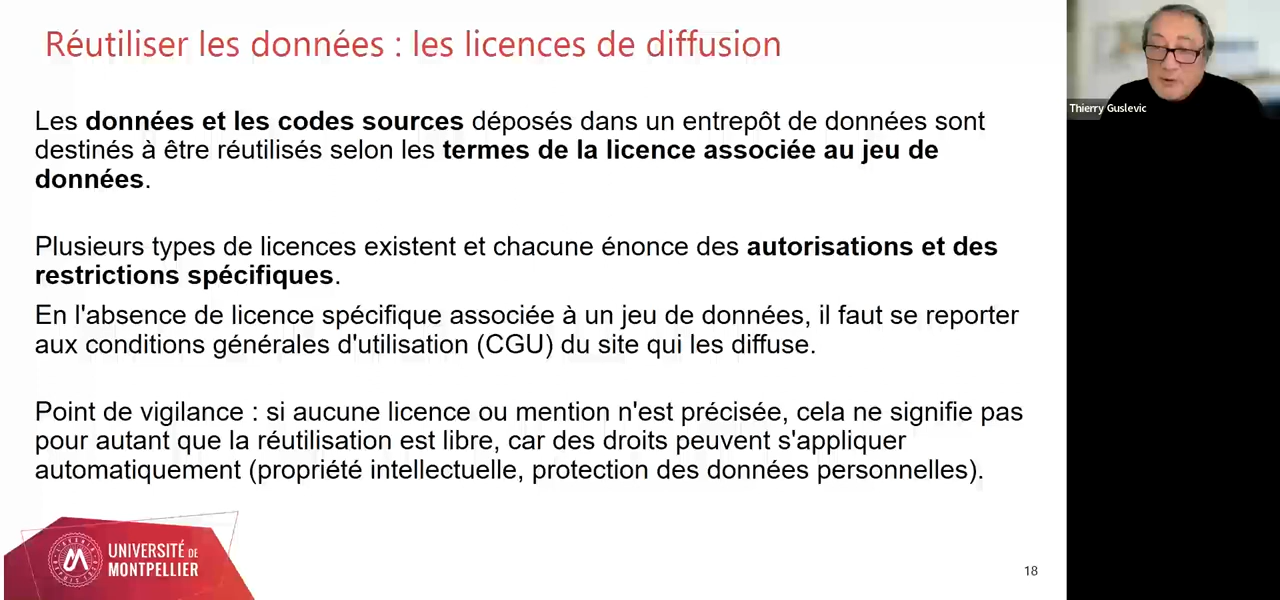 Réutiliser les données : les licences de diffusion
Thierry Guslevic
Les données et les codes sources déposés dans un entrepôt de données sont
destinés à être réutilisés selon les termes de la licence associée au jeu de
données.
Plusieurs types de licences existent et chacune énonce des autorisations et des
restrictions spécifiques.
En l'absence de licence spécifique associée à un jeu de données, il faut se reporter
aux conditions générales d'utilisation (CGU) du site qui les diffuse.
Point de vigilance : si aucune licence ou mention n'est précisée, cela ne signifie pas
pour autant que la réutilisation est libre, car des droits peuvent s'appliquer
automatiquement (propriété intellectuelle, protection des données personnelles).
UNIVERSITÉ DE
MONTPELLIER
18